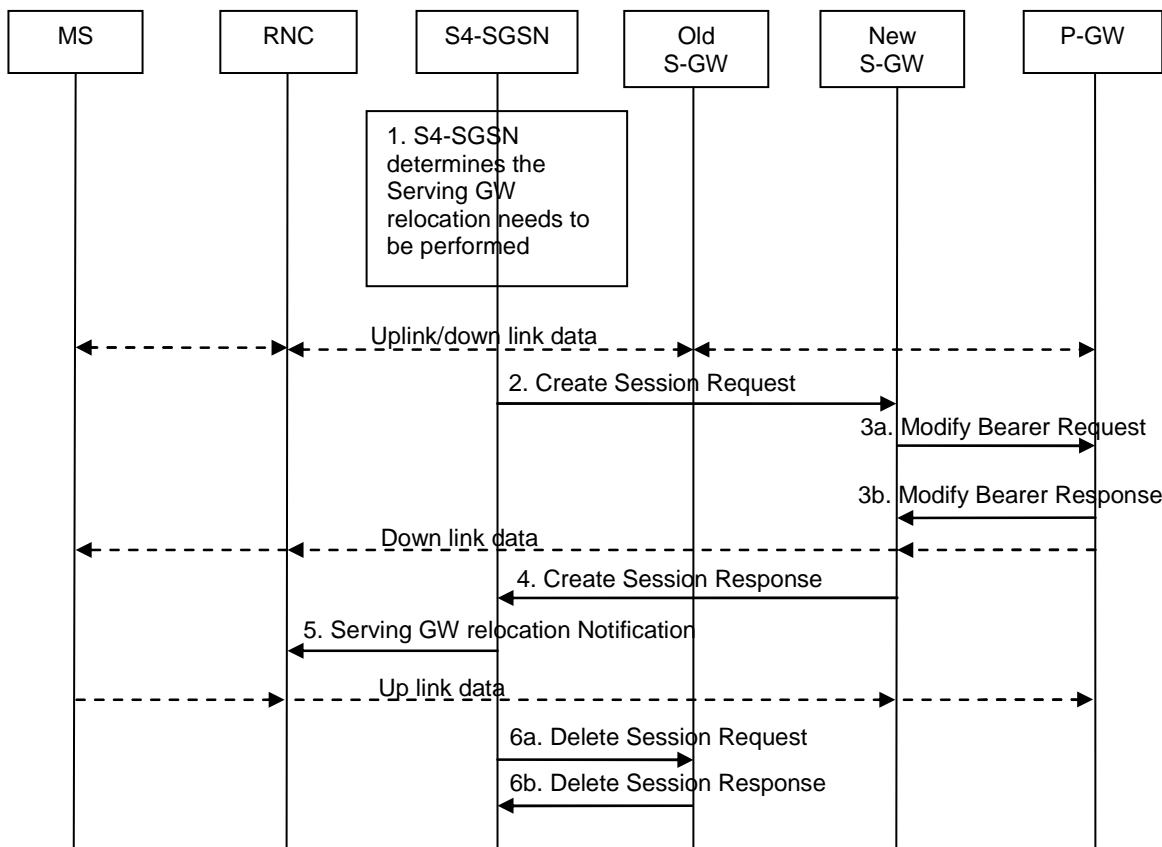 MS
RNC
S4-SGSN
Old
S-GW
New
S-GW
P-GW
1. S4-SGSN
determines the
Serving GW
relocation needs to
be performed
Uplink/down link data
2. Create Session Request
3a. Modify Bearer Request
3b. Modify Bearer Response
Down link data
4. Create Session Response
5. Serving GW relocation Notification
Up link data
6a. Delete Session Request
6b. Delete Session Response